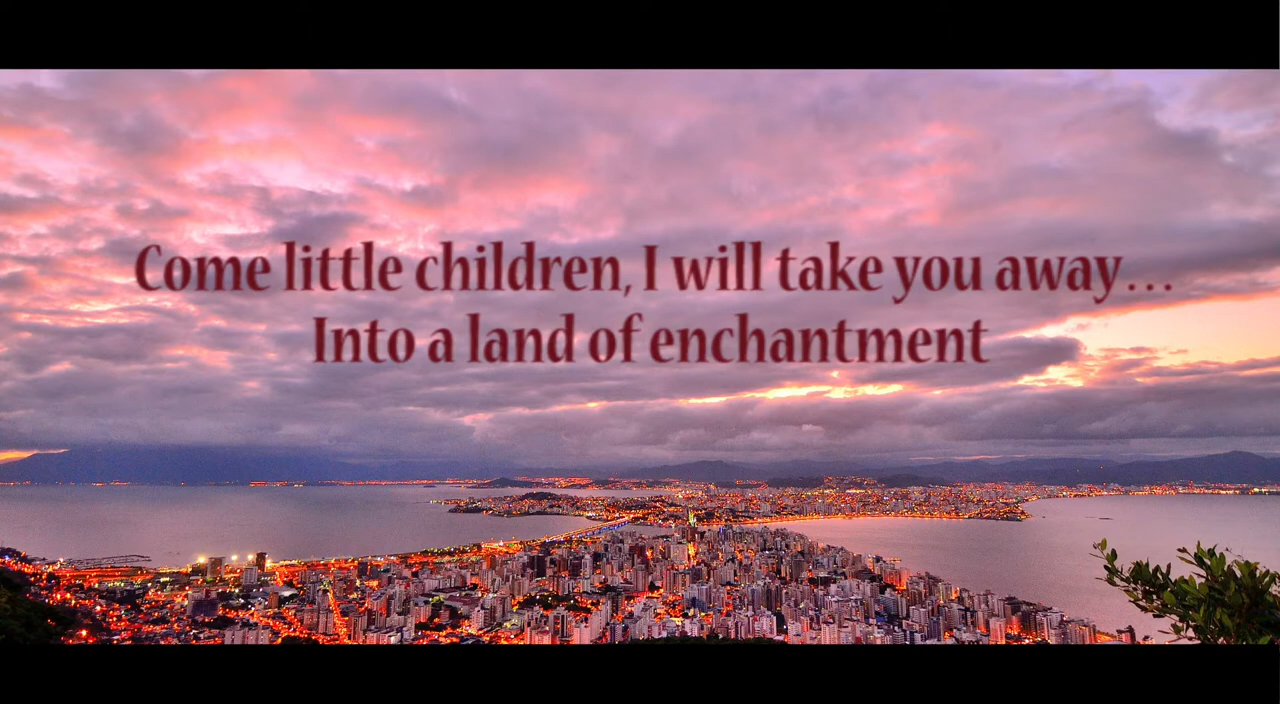 Come little children, I will take you away...
Into a land of enchantment